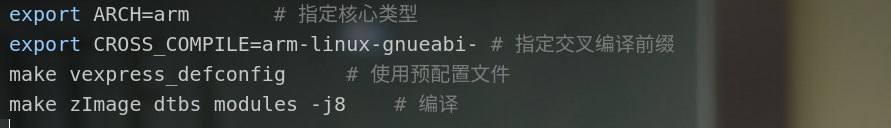 export ARCH=arm        # 指定核心类型
export CROSS_COMPILE=arm-linux-gnueabi- # 指定交叉编译前缀
make vexpress_defconfig      # 使用预配置文件
make zImage dtbs modules -j8    # 编译